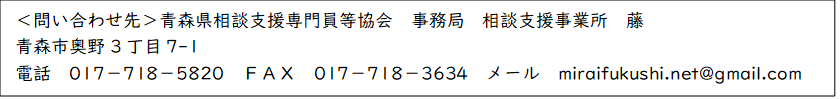 ＜問い合わせ先＞青森県相談支援専門員等協会　事務局　相談支援事業所　藤
青森市奥野３丁目7-1
電話　017－718－5820　ＦＡＸ　017－718－3634　メール　miraifukushi.net@gmail.com